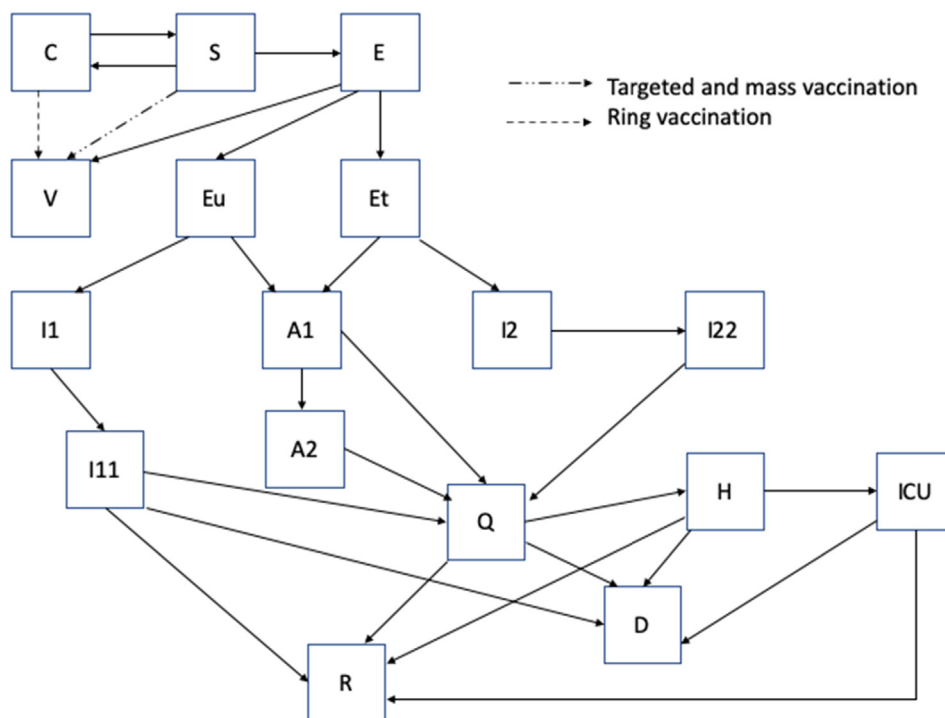 C
S
E
Targeted and mass vaccination
Ring vaccination
V
Eu
Et
I1
A1
I2
I22
A2
I11
H
ICU
Q
D
R